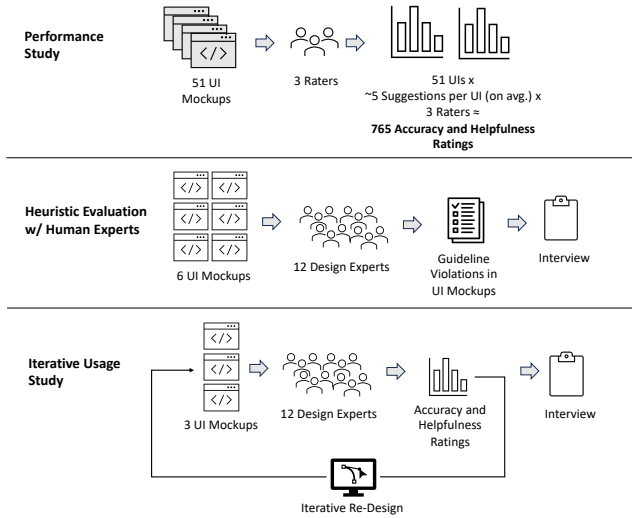 Performance
Study
</>
51 UI
Mockups
3 Raters
51 UIs x
~5 Suggestions per UI (on avg.) x
3 Raters ≈
765 Accuracy and Helpfulness
Ratings
Heuristic Evaluation
w/ Human Experts
</> </>
</> </>
</> </>
6 UI Mockups
12 Design Experts
Guideline
Violations in
UI Mockups
Interview
Iterative Usage
Study
</>
</>
</>
3 UI Mockups
12 Design Experts
Accuracy and
Helpfulness
Ratings
Interview
Iterative Re-Design